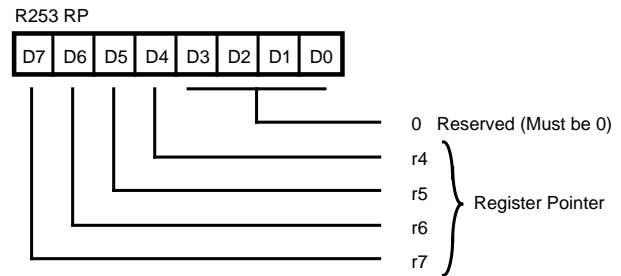 R253 RP
D7 D6 D5 D4 D3 D2 D1 D0
0 Reserved (Must be 0)
r4
r5
Register Pointer
r6
r7